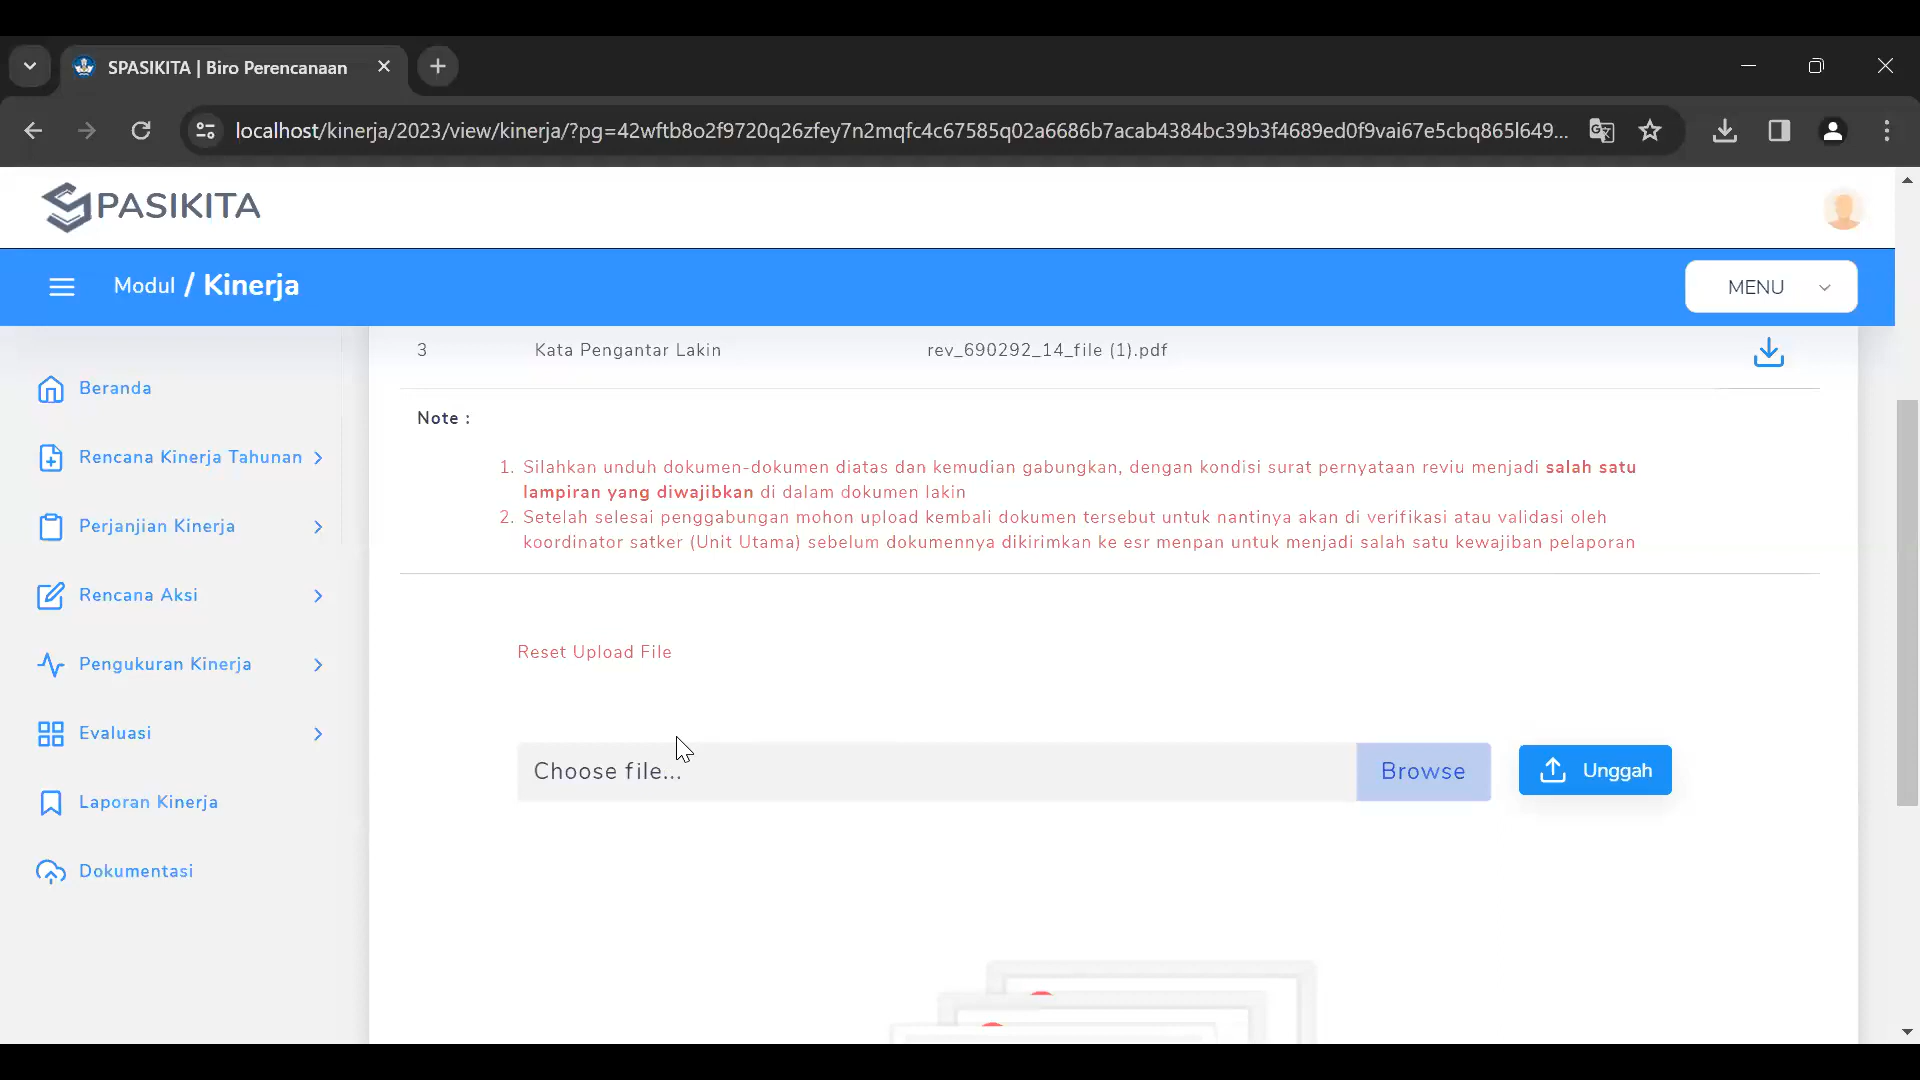 SPASIKITA | Biro Perencanaan
localhost/kinerja/2023/view/kinerja/?pg=42wftb8o2f9720q26zfey7n2mqfc4c67585q02a6686b7acab4384bc39b3f4689ed0f9vai67e5cbq865l649...
SPASIKITA
Modul / Kinerja
MENU
3 Kata Pengantar Lakin rev_690292_14_file (1).pdf
Beranda
Rencana Kinerja Tahunan
Perjanjian Kinerja
Rencana Aksi
Pengukuran Kinerja
Evaluasi
Laporan Kinerja
Dokumentasi
Note :
1. Silahkan unduh dokumen-dokumen diatas dan kemudian gabungkan, dengan kondisi surat pernyataan reviu menjadi salah satu
lampiran yang diwajibkan di dalam dokumen lakin
2. Setelah selesai penggabungan mohon upload kembali dokumen tersebut untuk nantinya akan di verifikasi atau validasi oleh
koordinator satker (Unit Utama) sebelum dokumennya dikirimkan ke esr menpan untuk menjadi salah satu kewajiban pelaporan
Reset Upload File
Choose file...
Browse
Unggah